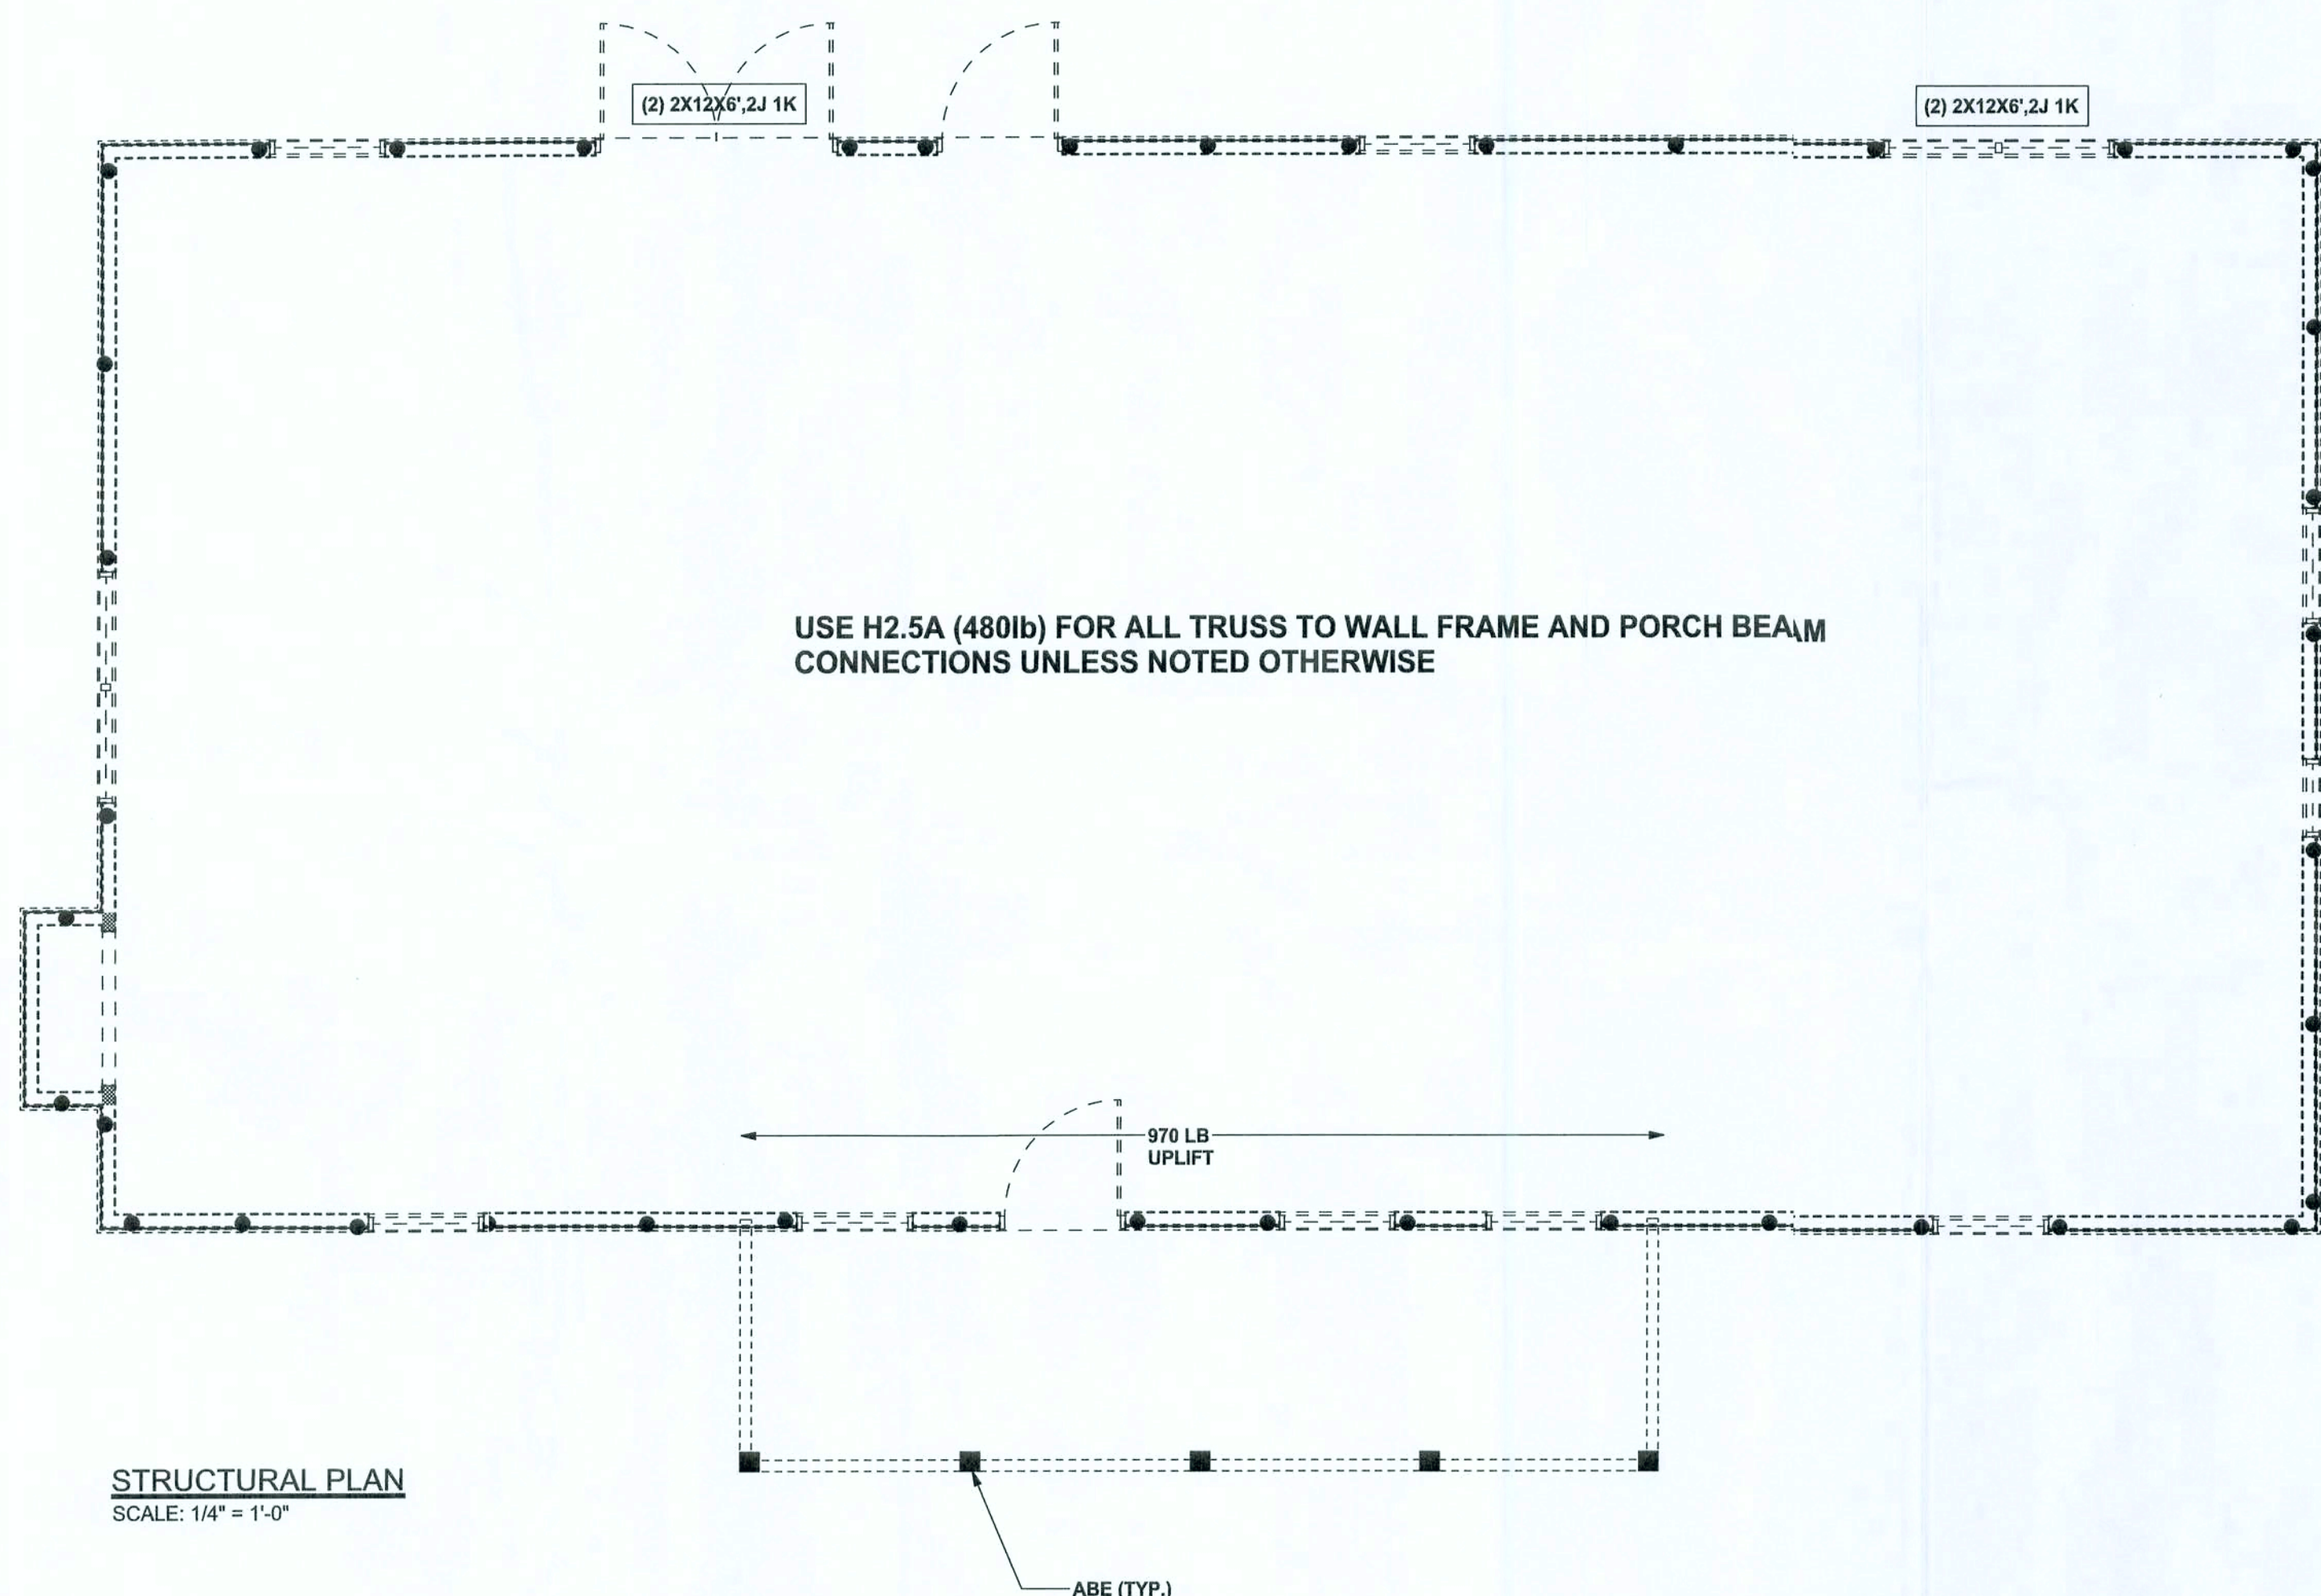 (2) 2X12X6',2J 1K
(2) 2X12X6',2J 1K
USE H2.5A (480lb) FOR ALL TRUSS TO WALL FRAME AND PORCH BEAM
CONNECTIONS UNLESS NOTED OTHERWISE
970 LB
UPLIFT
STRUCTURAL PLAN
SCALE: 1/4" = 1'-0"
ABE (TYP.)